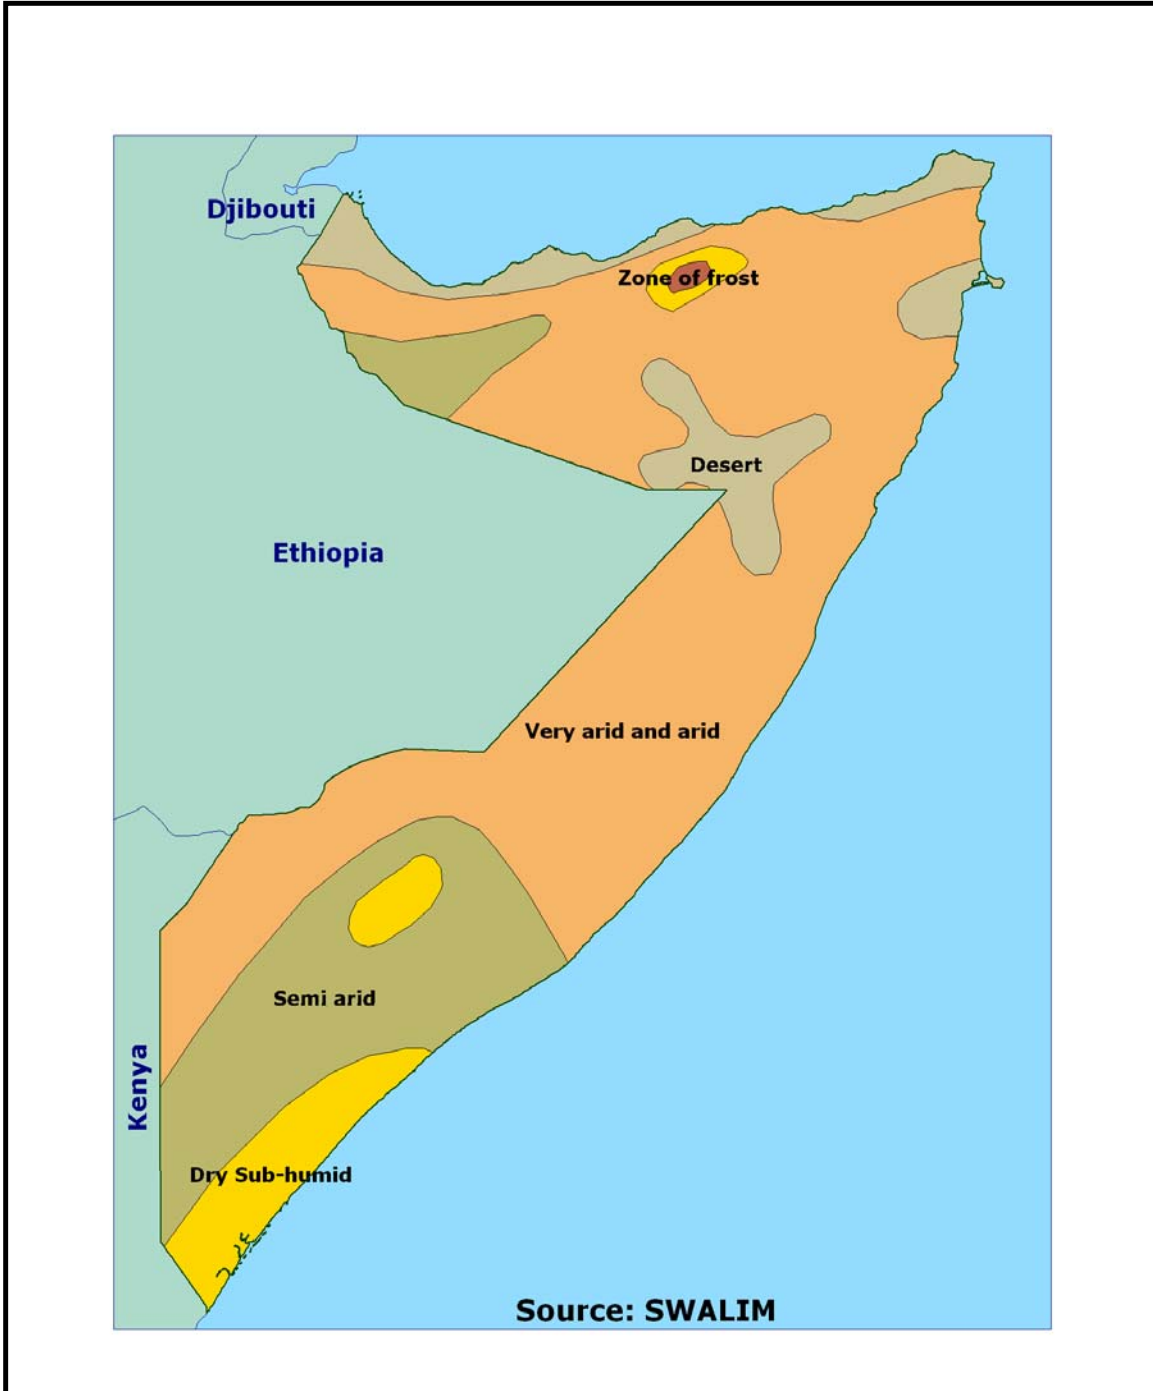 Djibouti
Zone of frost
Desert
Ethiopia
Very arid and arid
Semi arid
Kenya
Dry Sub-humid
Source: SWALIM